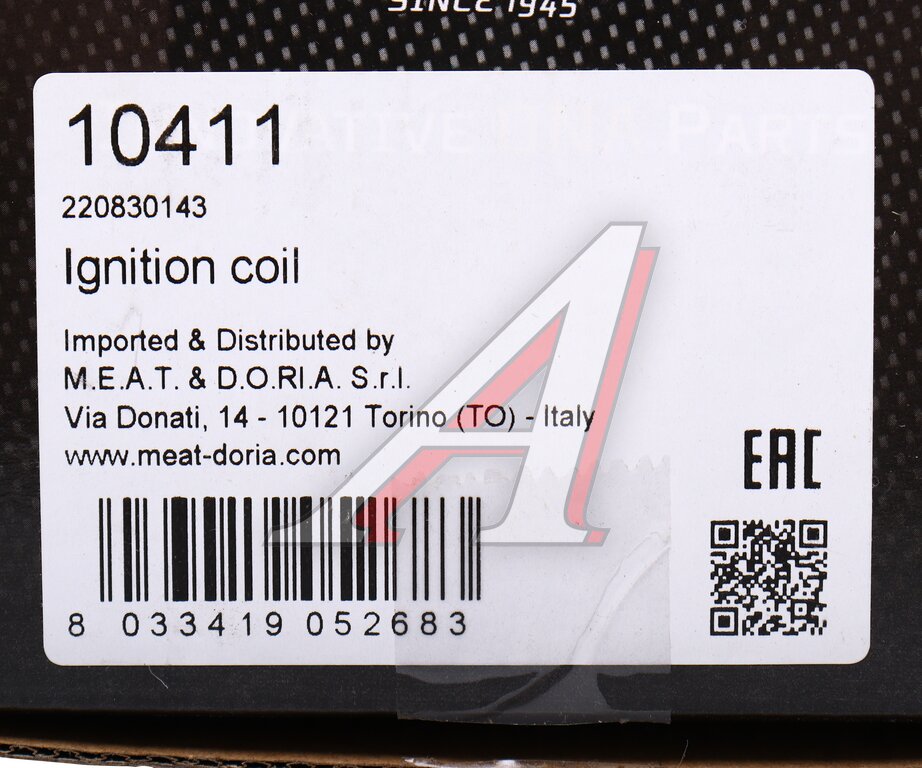 SINCE 1945
10411
220830143
Ignition coil
Imported & Distributed by
M.E.A.T. & D.O.RI.A. S.r.l.
Via Donati, 14 - 10121 Torino (TO) - Italy
www.meat-doria.com
EAC
8 033419 052683